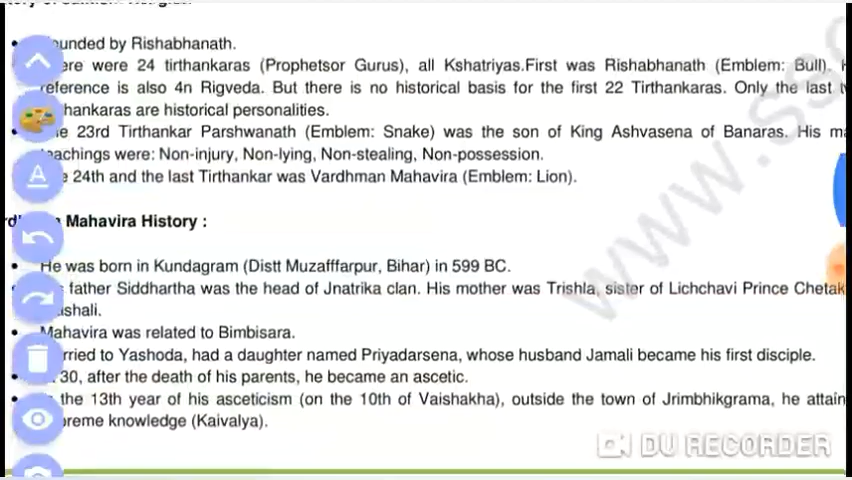 ounded by Rishabhanath.
ere were 24 tirthankaras (Prophetsor Gurus), all Kshatriyas.First was Rishabhanath (Emblem: Bull).
reference is also 4n Rigveda. But there is no historical basis for the first 22 Tirthankaras. Only the last
hankaras are historical personalities.
e 23rd Tirthankar Parshwanath (Emblem: Snake) was the son of King Ashvasena of Banaras. His ma
eachings were: Non-injury, Non-lying, Non-stealing, Non-possession.
e 24th and the last Tirthankar was Vardhman Mahavira (Emblem: Lion).
Mahavira History :
He was born in Kundagram (Distt Muzafffarpur, Bihar) in 599 BC.
father Siddhartha was the head of Jnatrika clan. His mother was Trishla, sister of Lichchavi Prince Chetak
ishali.
Mahavira was related to Bimbisara.
rried to Yashoda, had a daughter named Priyadarsena, whose husband Jamali became his first disciple.
30, after the death of his parents, he became an ascetic.
the 13th year of his asceticism (on the 10th of Vaishakha), outside the town of Jrimbhikgrama, he attain
preme knowledge (Kaivalya).
www.ssc
DU RECORDER